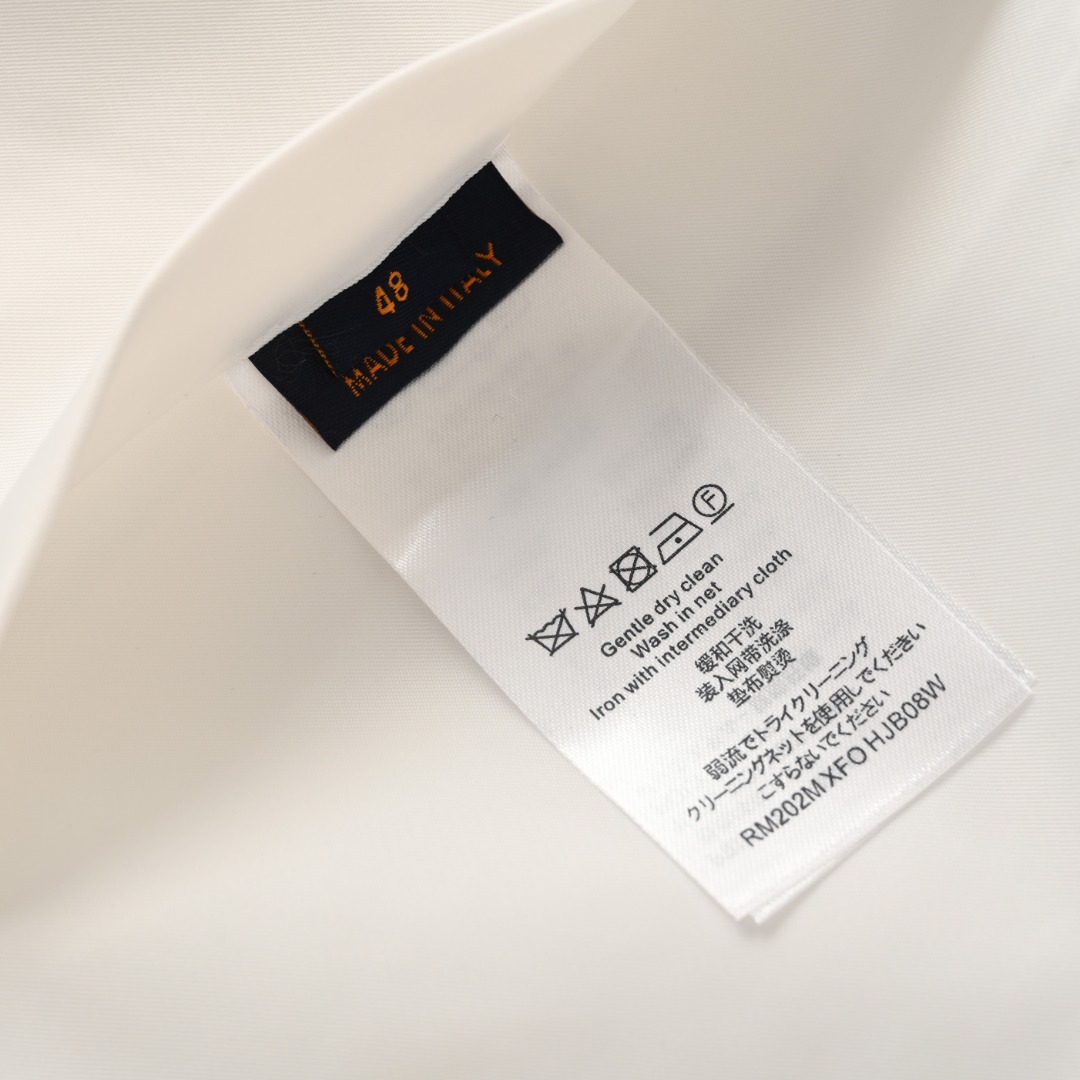 48
MADE IN ITALY
F
Gentle dry clean
Wash in net
Iron with intermediary cloth
缓和干洗
装入网带洗涤
垫布熨烫
弱流でトライクリーニング
クリーニングネットを使用してください
こすらないでください
RM202M XFO HJB08W